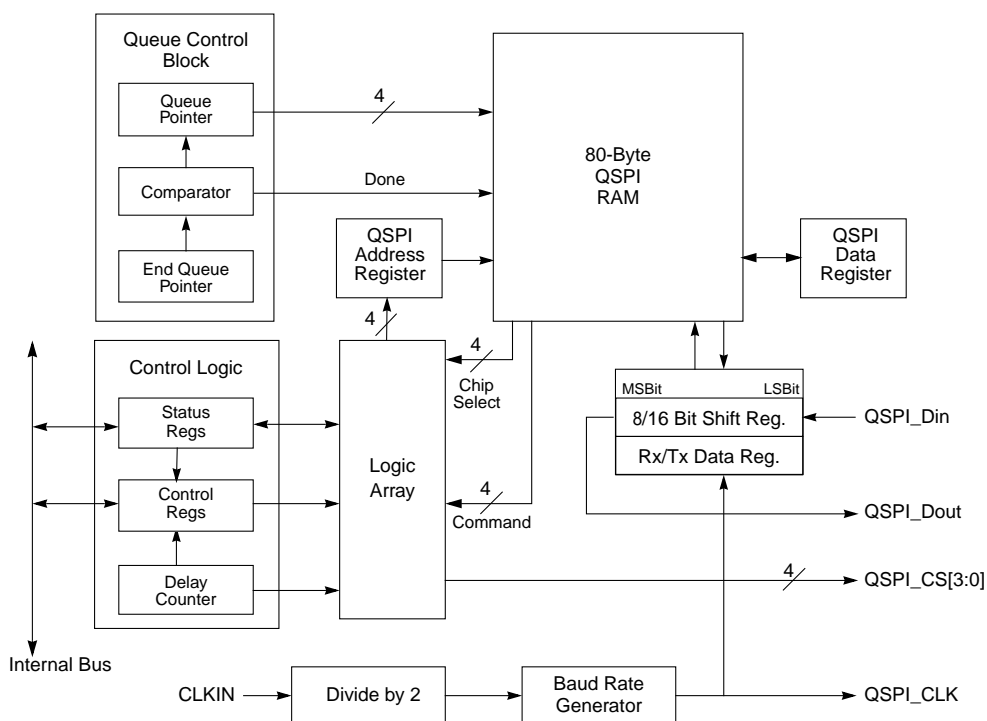 Queue Control
Block
Queue
Pointer
4
Comparator
Done
End Queue
Pointer
80-Byte
QSPI
RAM
QSPI
Address
Register
QSPI
Data
Register
4
Control Logic
Status
Regs
Control
Regs
Delay
Counter
Internal Bus
Logic
Array
4
Chip
Select
4
Command
MSBit
LSBit
8/16 Bit Shift Reg.
Rx/Tx Data Reg.
QSPI_Din
QSPI_Dout
4
QSPI_CS[3:0]
CLKIN
Divide by 2
Baud Rate
Generator
QSPI_CLK